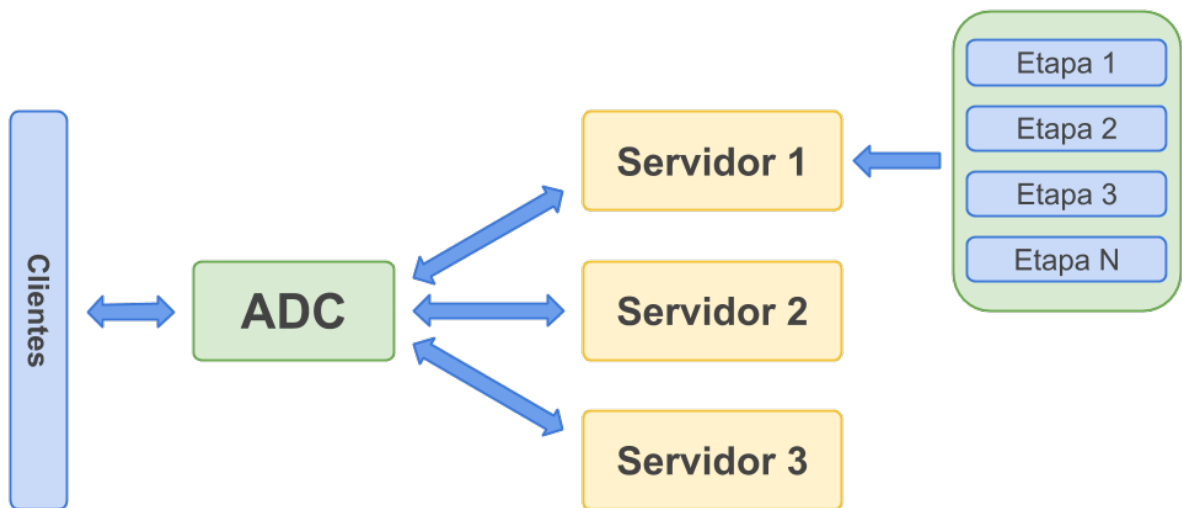 Clientes
ADC
Servidor 1
Servidor 2
Servidor 3
Etapa 1
Etapa 2
Etapa 3
Etapa N